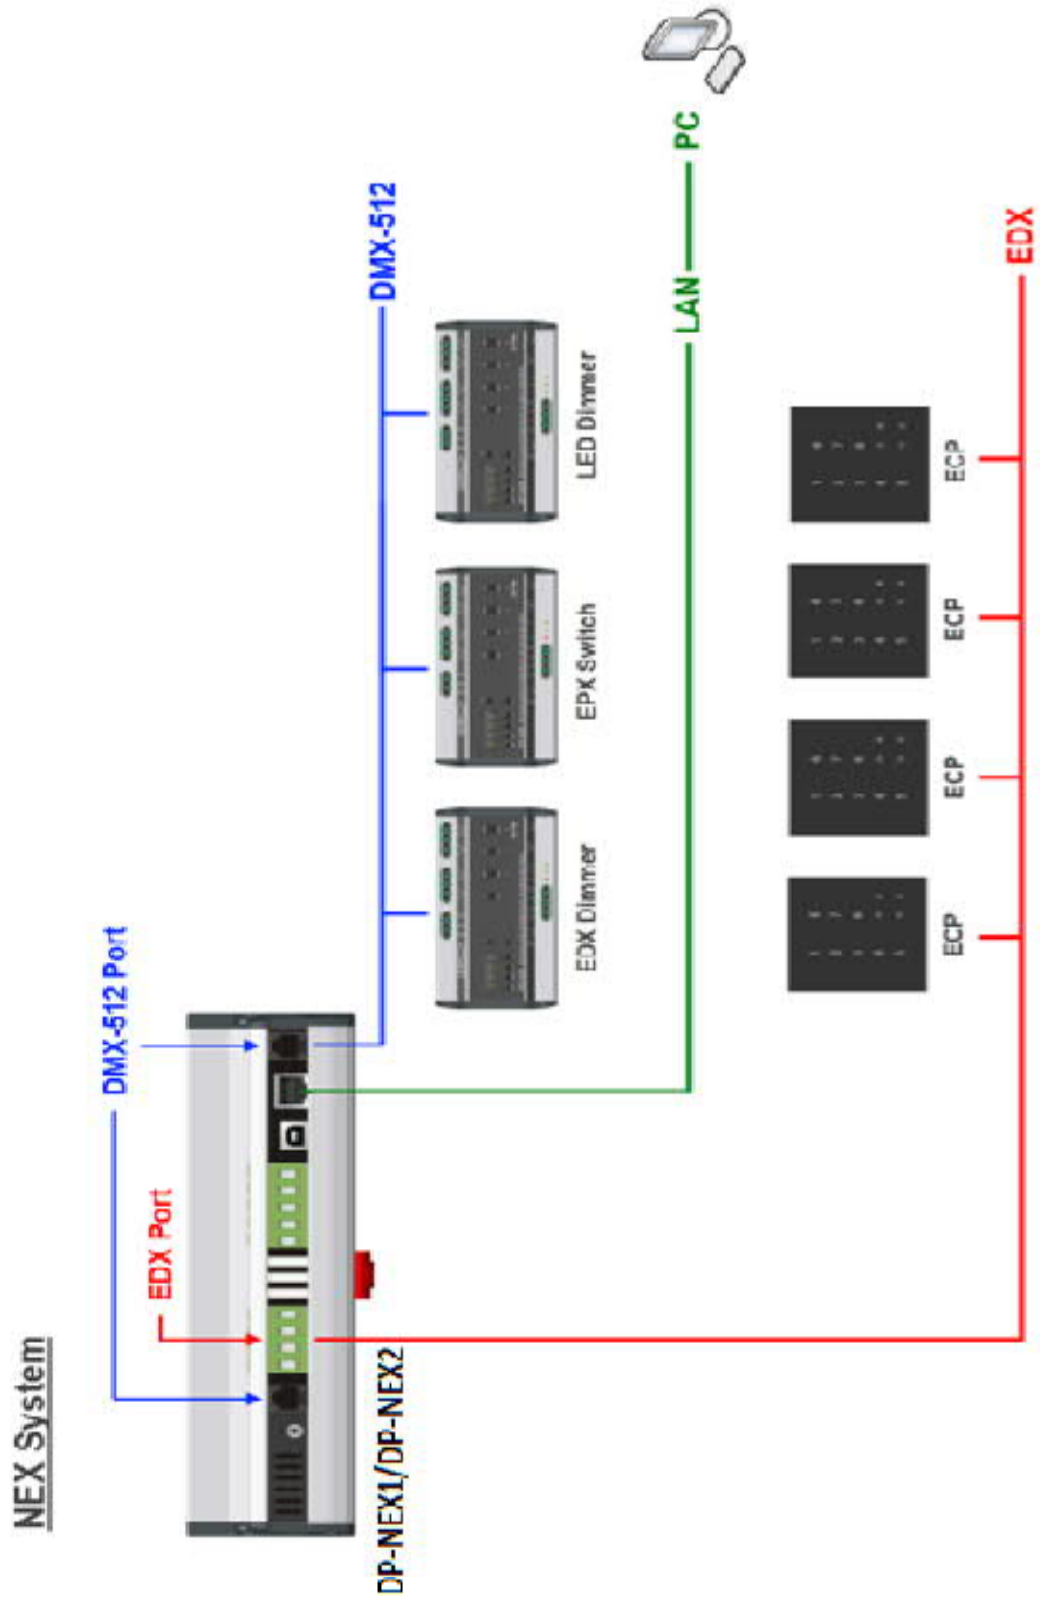 NEX System
DMX-512 Port
EDX Port
DP-NEX1/DP-NEX2
DMX-512
EDX Dimmer
EPX Switch
LED Dimmer
LAN
PC
ECP
ECP
ECP
ECP
EDX